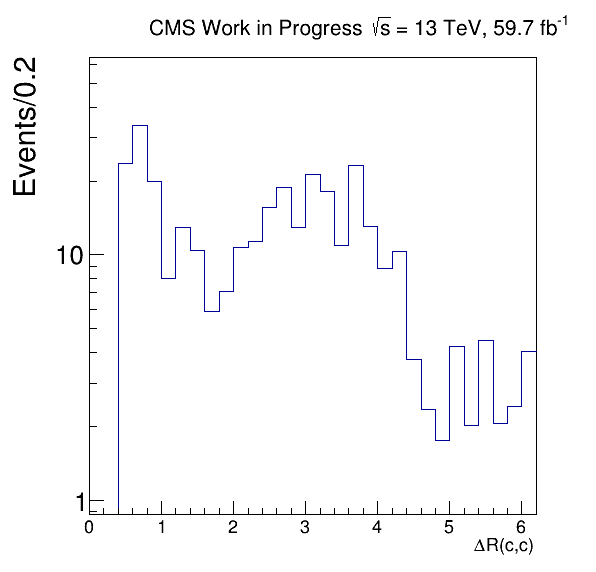 CMS Work in Progress √s = 13 TeV, 59.7 fb⁻¹
Events/0.2
10
1
0 1 2 3 4 5 6
ΔR(c,c)